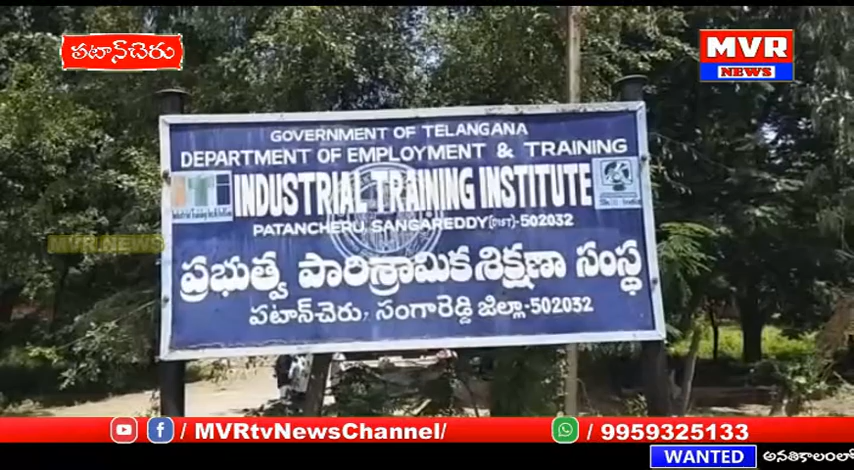 పటాన్‌చెరు
MVR
NEWS
GOVERNMENT OF TELANGANA
DEPARTMENT OF EMPLOYMENT & TRAINING
INDUSTRIAL TRAINING INSTITUTE
PATANCHERU, SANGAREDDY(DIST)-502032
MVR NEWS
ప్రభుత్వ పారిశ్రామిక శిక్షణా సంస్థ
పటాన్‌చెరు, సంగారెడ్డి జిల్లా-502032
/ MVRtvNewsChannel/
/ 9959325133
WANTED
అనతికాలంలో